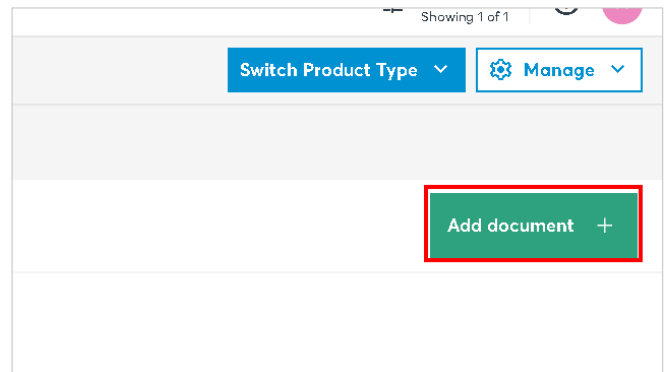 Showing 1 of 1
Switch Product Type
Manage
Add document +